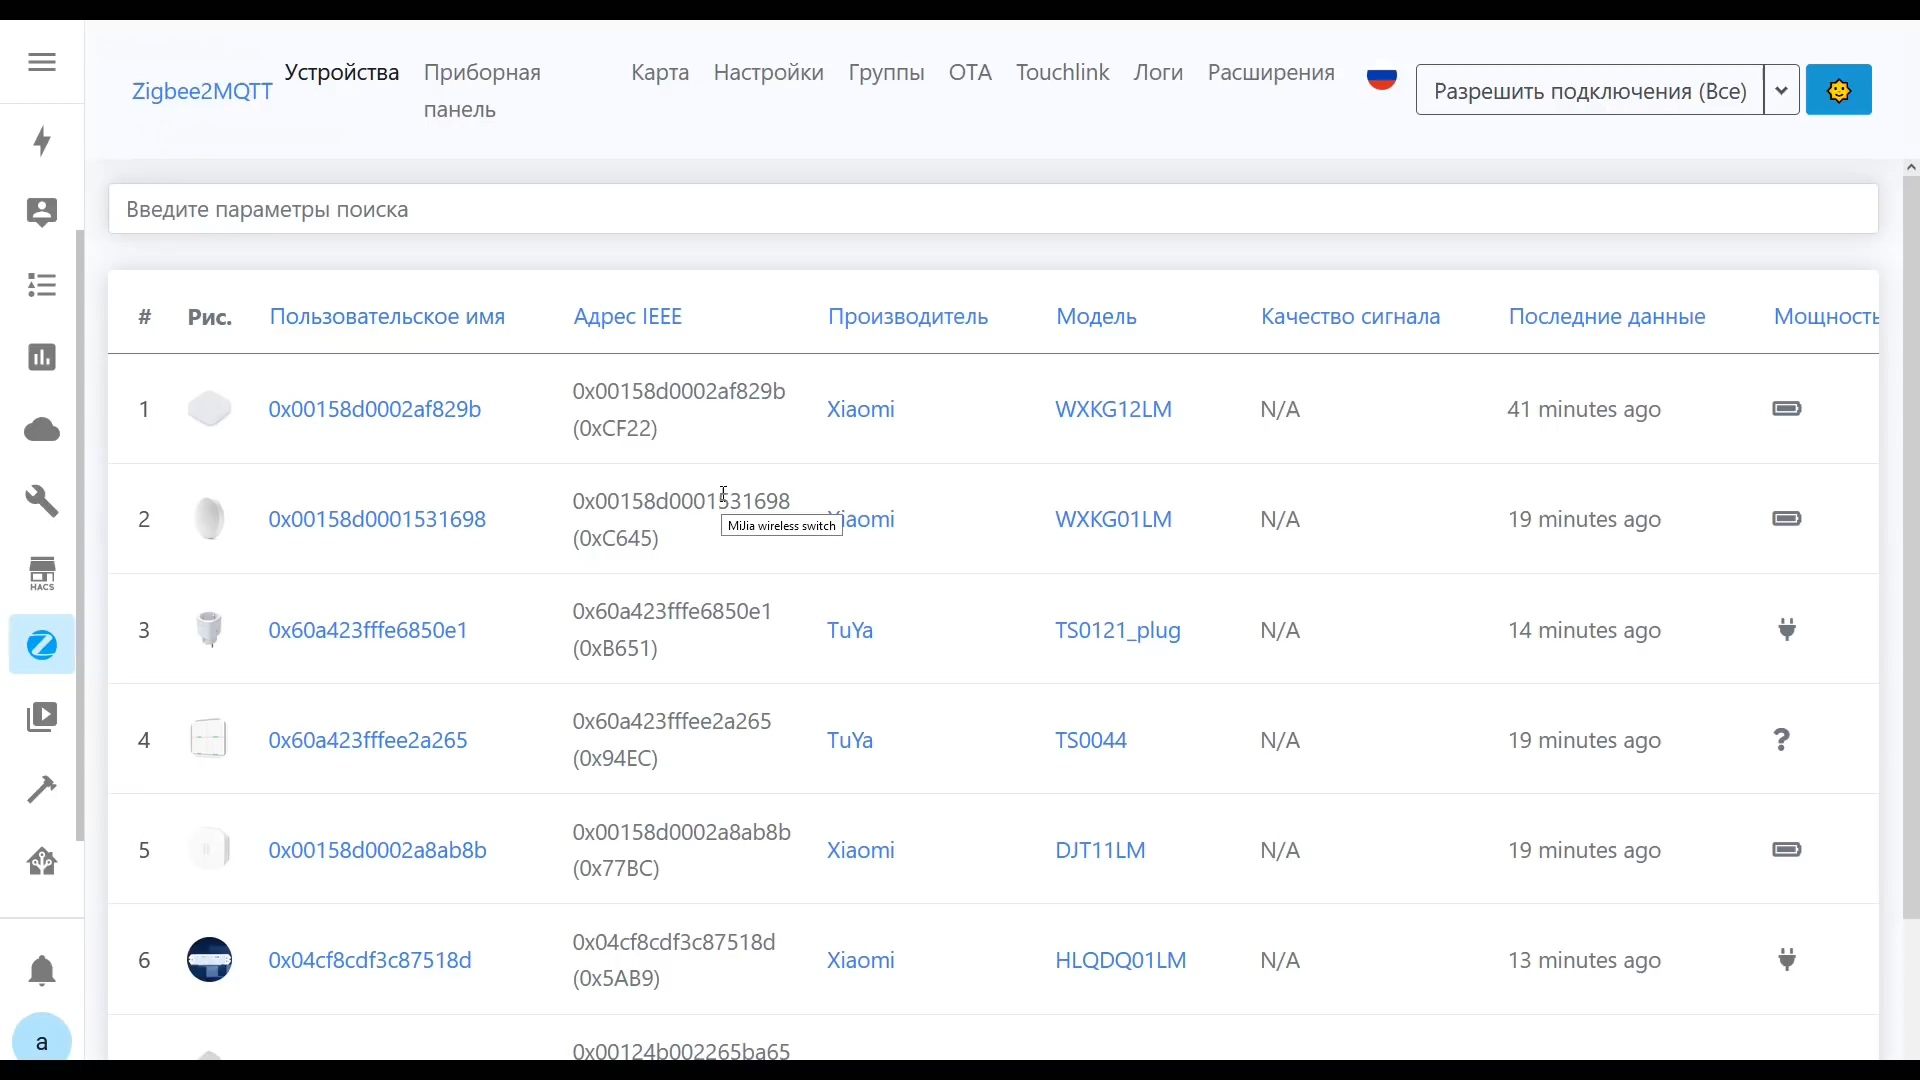 Zigbee2MQTT
Устройства
Приборная
панель
Карта
Настройки
Группы
OTA
Touchlink
Логи
Расширения
Разрешить подключения (Все)
Введите параметры поиска
# Рис. Пользовательское имя Адрес IEEE Производитель Модель Качество сигнала Последние данные Мощность
1 0x00158d0002af829b 0x00158d0002af829b Xiaomi WXKG12LM N/A 41 minutes ago
(0xCF22)
2 0x00158d0001531698 0x00158d0001531698 Xiaomi WXKG01LM N/A 19 minutes ago
(0xC645)
MiJia wireless switch
3 0x60a423fffe6850e1 0x60a423fffe6850e1 TuYa TS0121_plug N/A 14 minutes ago
(0xB651)
4 0x60a423fffee2a265 0x60a423fffee2a265 TuYa TS0044 N/A 19 minutes ago ?
(0x94EC)
5 0x00158d0002a8ab8b 0x00158d0002a8ab8b Xiaomi DJT11LM N/A 19 minutes ago
(0x77BC)
6 0x04cf8cdf3c87518d 0x04cf8cdf3c87518d Xiaomi HLQDQ01LM N/A 13 minutes ago
(0x5AB9)
0x00124b002265ba65
HACS
a